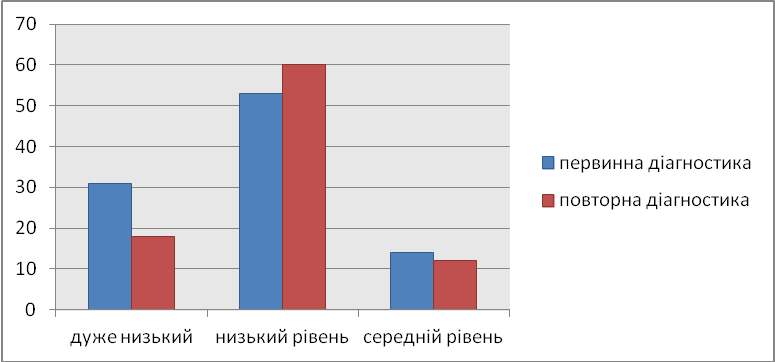 70
60
50
40
30
20
10
0
дуже низький
низький рівень
середній рівень
первинна діагностика
повторна діагностика